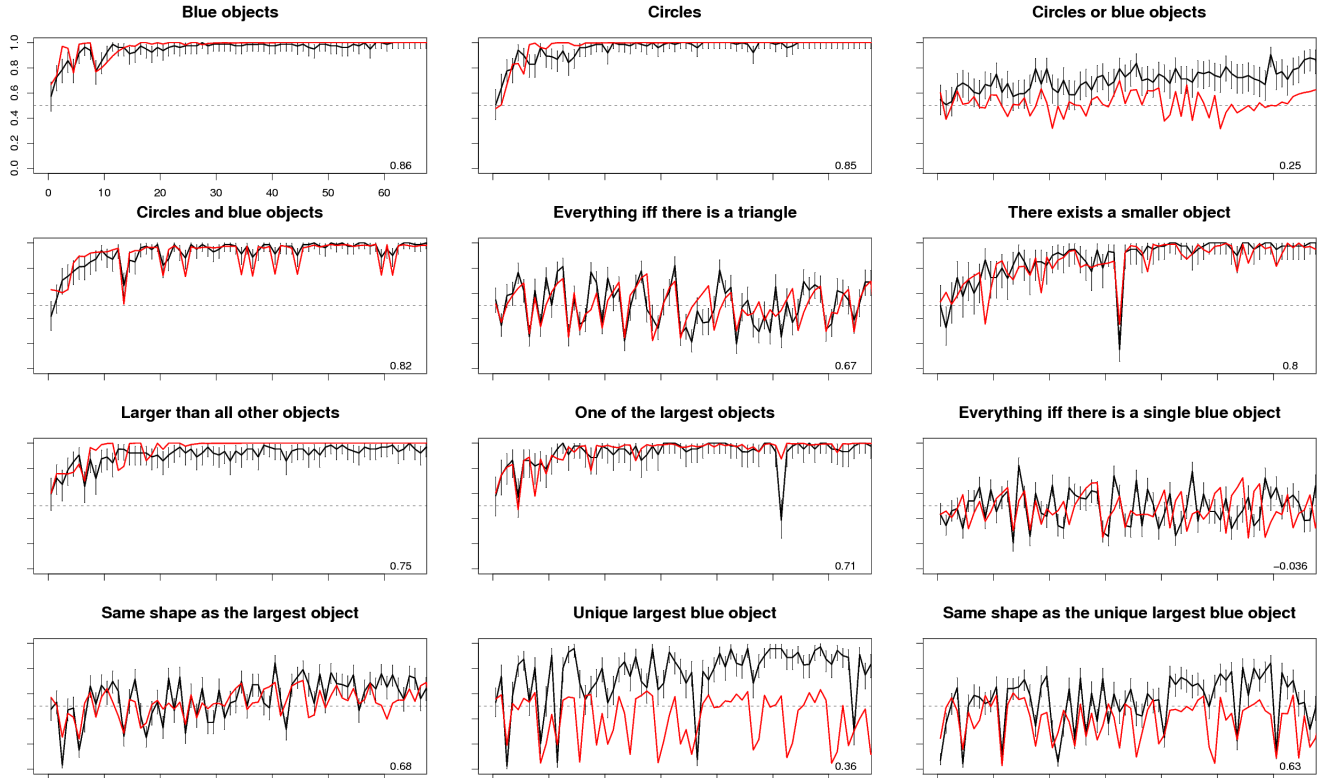 Blue objects
Circles
Circles or blue objects
0.0 0.2 0.4 0.6 0.8 1.0
0.86
0.85
0.25
0 10 20 30 40 50 60
Circles and blue objects
Everything iff there is a triangle
There exists a smaller object
0.82
0.67
0.8
Larger than all other objects
One of the largest objects
Everything iff there is a single blue object
0.75
0.71
−0.036
Same shape as the largest object
Unique largest blue object
Same shape as the unique largest blue object
0.68
0.36
0.63